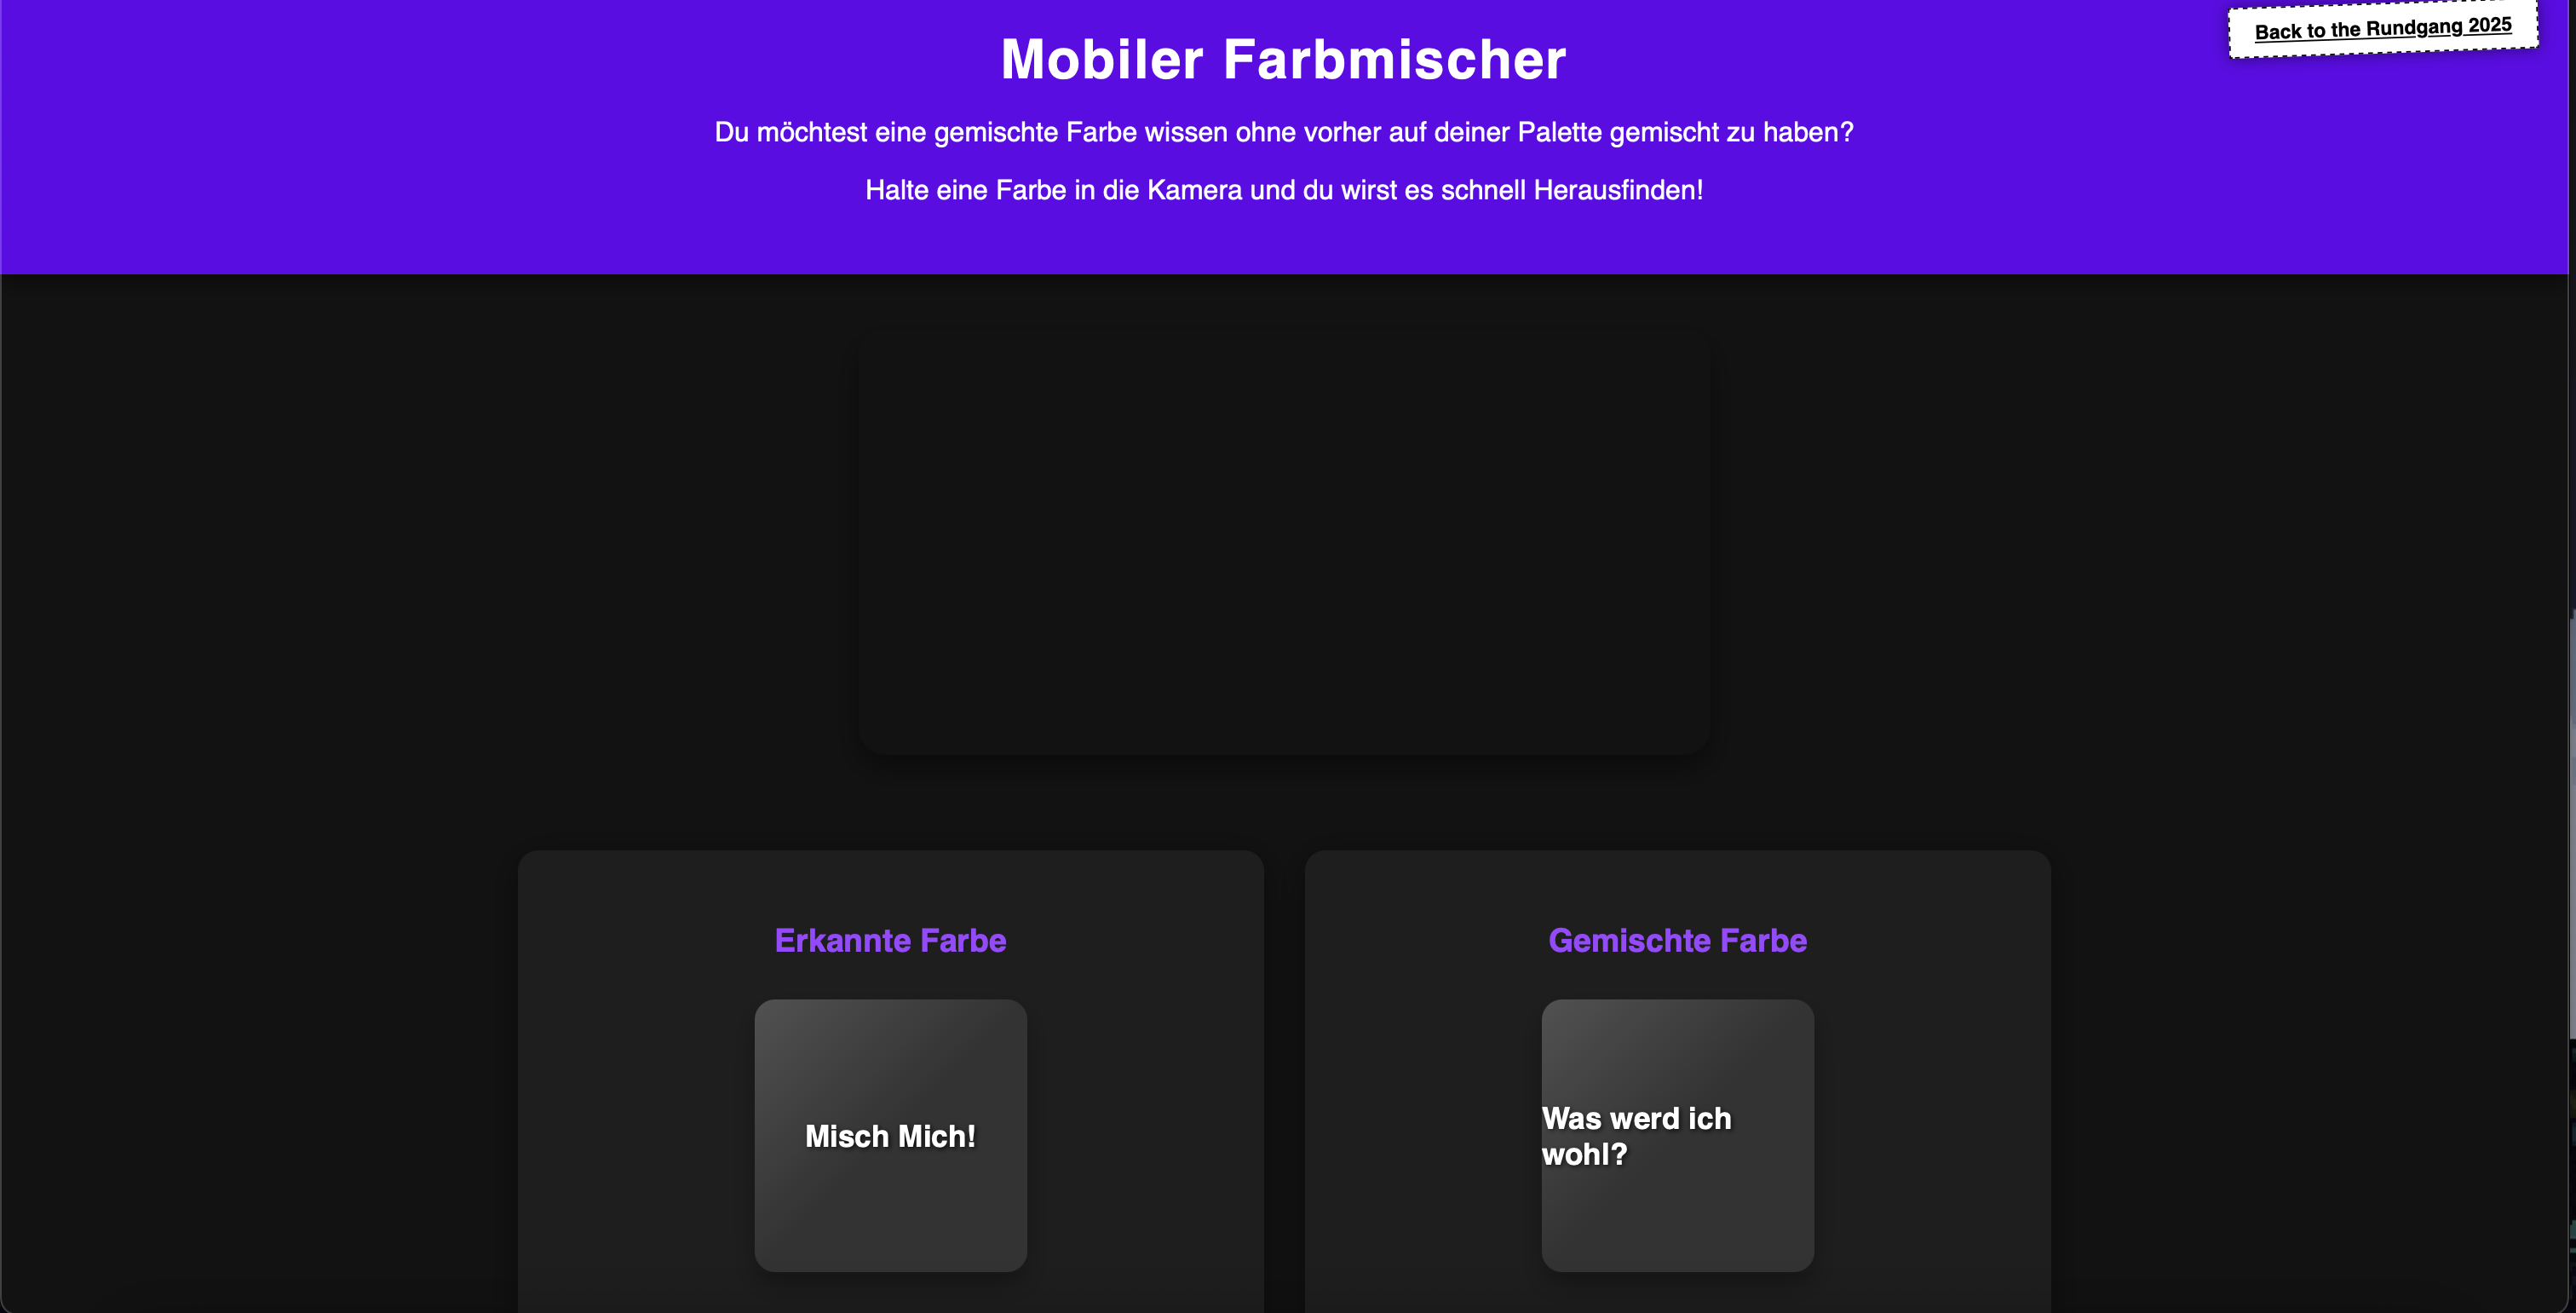 Mobiler Farbmischer
Back to the Rundgang 2025
Du möchtest eine gemischte Farbe wissen ohne vorher auf deiner Palette gemischt zu haben?
Halte eine Farbe in die Kamera und du wirst es schnell Herausfinden!
Erkannte Farbe
Misch Mich!
Gemischte Farbe
Was werd ich
wohl?